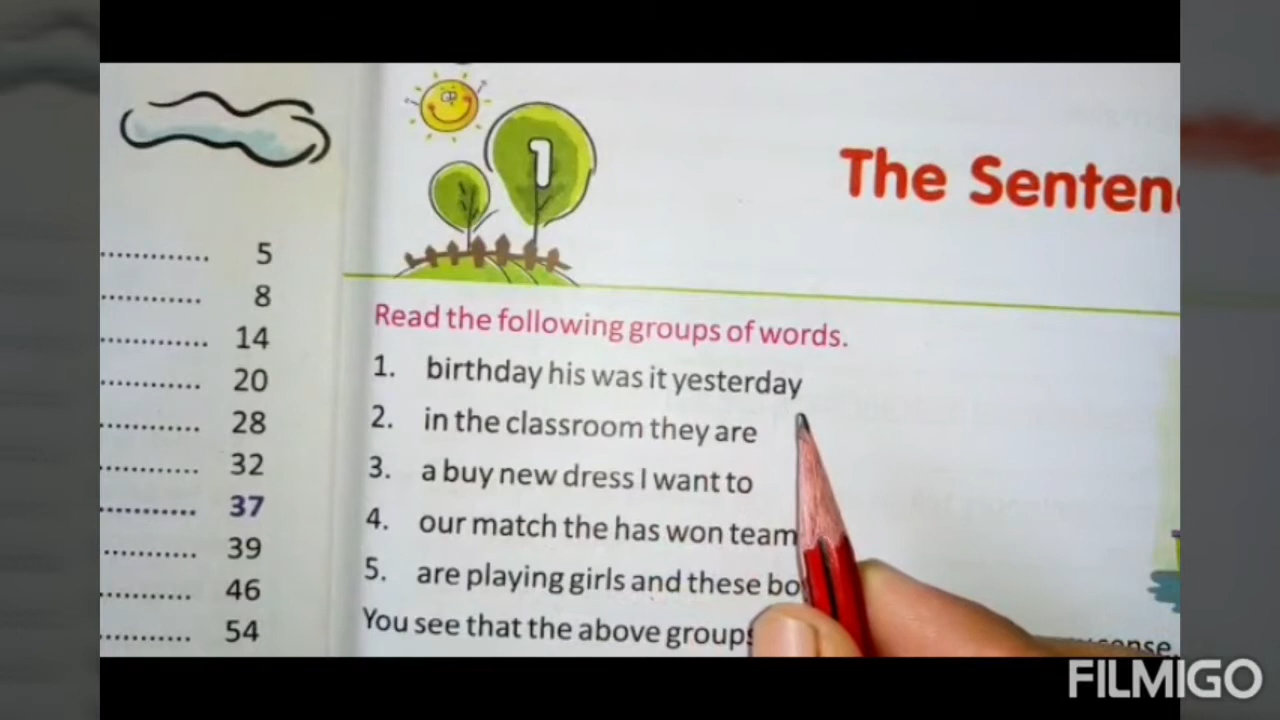 1
The Senten
............. 5
............ 8
............. 14
............ 20
............ 28
............ 32
............ 37
............ 39
............ 46
............ 54
Read the following groups of words.
1. birthday his was it yesterday
2. in the classroom they are
3. a buy new dress I want to
4. our match the has won team
5. are playing girls and these bo
You see that the above groups sense.
FILMIGO